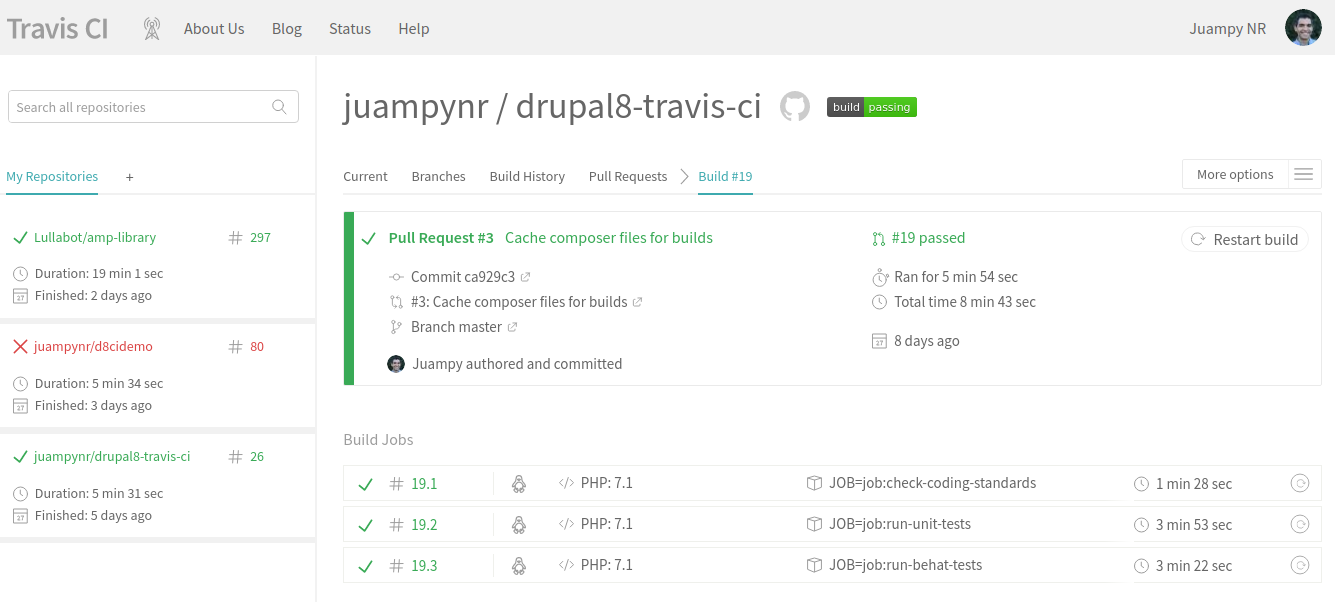 Travis CI
About Us
Blog
Status
Help
Juampy NR
Search all repositories
My Repositories
+
Lullabot/amp-library
# 297
Duration: 19 min 1 sec
27 Finished: 2 days ago
juampynr/d8cidemo
# 80
Duration: 5 min 34 sec
27 Finished: 3 days ago
juampynr/drupal8-travis-ci
# 26
Duration: 5 min 31 sec
27 Finished: 5 days ago
juampynr / drupal8-travis-ci
build passing
Current
Branches
Build History
Pull Requests
Build #19
More options
Pull Request #3 Cache composer files for builds
Commit ca929c3
#3: Cache composer files for builds
Branch master
Juampy authored and committed
#19 passed
Ran for 5 min 54 sec
Total time 8 min 43 sec
27 8 days ago
Restart build
Build Jobs
# 19.1 </> PHP: 7.1 JOB=job:check-coding-standards 1 min 28 sec
# 19.2 </> PHP: 7.1 JOB=job:run-unit-tests 3 min 53 sec
# 19.3 </> PHP: 7.1 JOB=job:run-behat-tests 3 min 22 sec